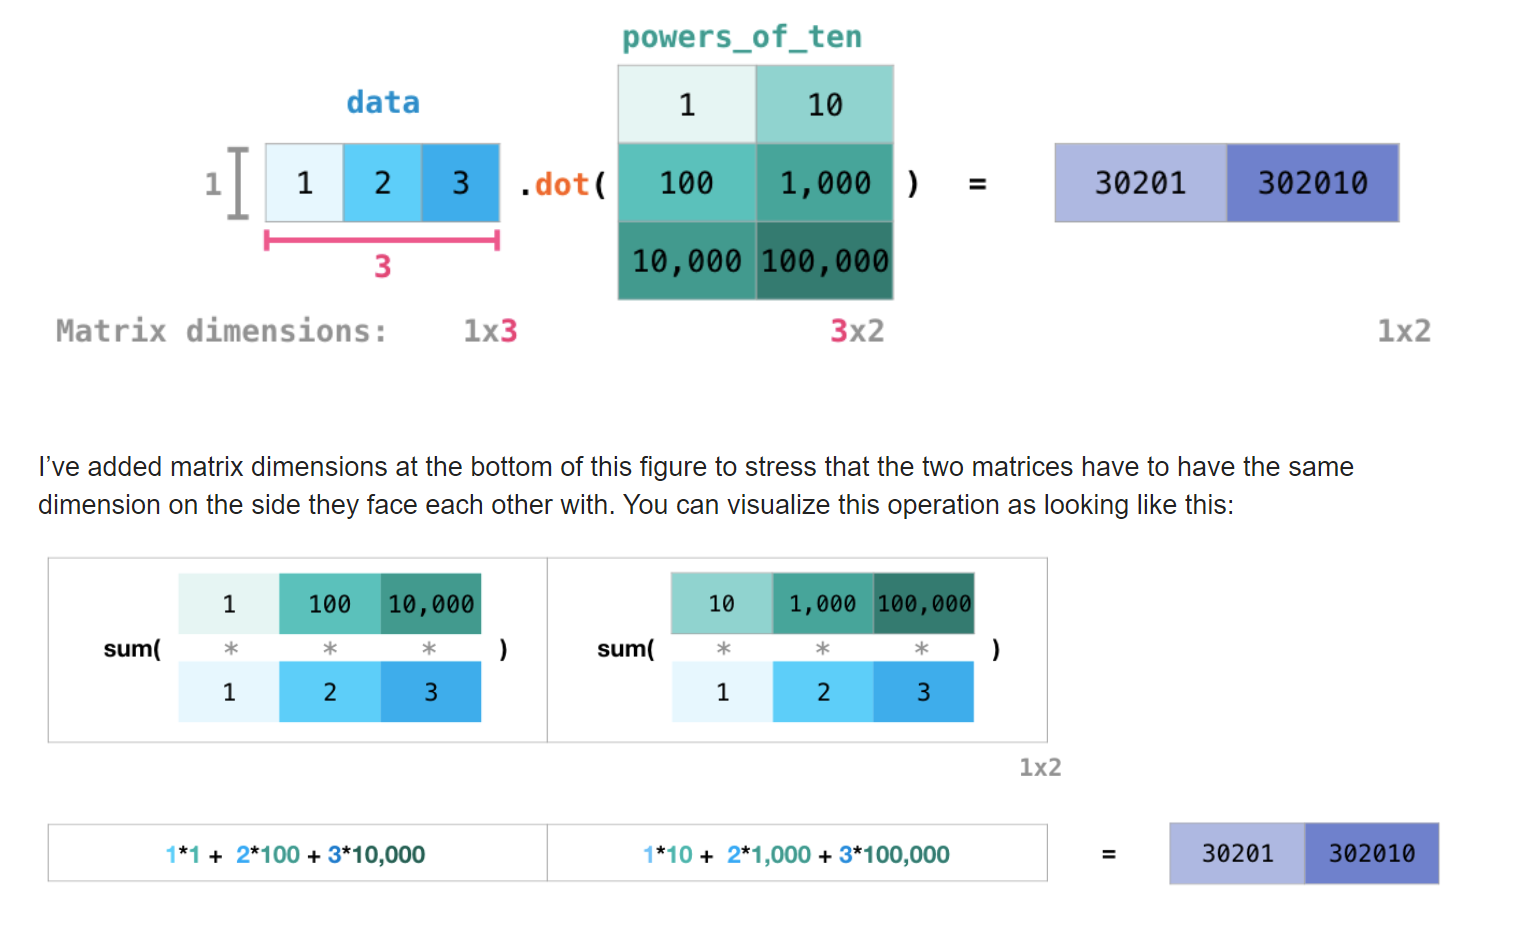 powers_of_ten
data
1 10
1 1 2 3 .dot( 100 1,000 ) = 30201 302010
10,000 100,000
3
Matrix dimensions: 1x3 3x2 1x2
I’ve added matrix dimensions at the bottom of this figure to stress that the two matrices have to have the same
dimension on the side they face each other with. You can visualize this operation as looking like this:
1 100 10,000 10 1,000 100,000
sum( * * * ) sum( * * * )
1 2 3 1 2 3
1x2
1*1 + 2*100 + 3*10,000 1*10 + 2*1,000 + 3*100,000 = 30201 302010